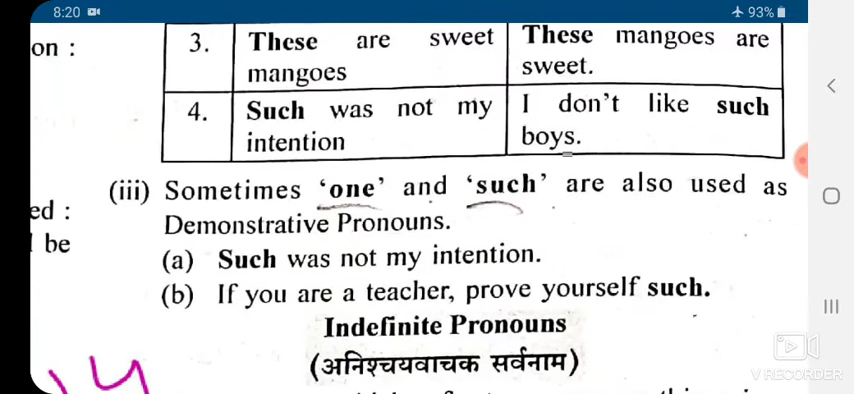 8:20 93%
on :
3. These are sweet mangoes These mangoes are sweet.
4. Such was not my intention I don't like such boys.
(iii) Sometimes 'one' and 'such' are also used as
ed :
Demonstrative Pronouns.
be
(a) Such was not my intention.
(b) If you are a teacher, prove yourself such.
Indefinite Pronouns
(अनिश्चयवाचक सर्वनाम)
V RECORDER